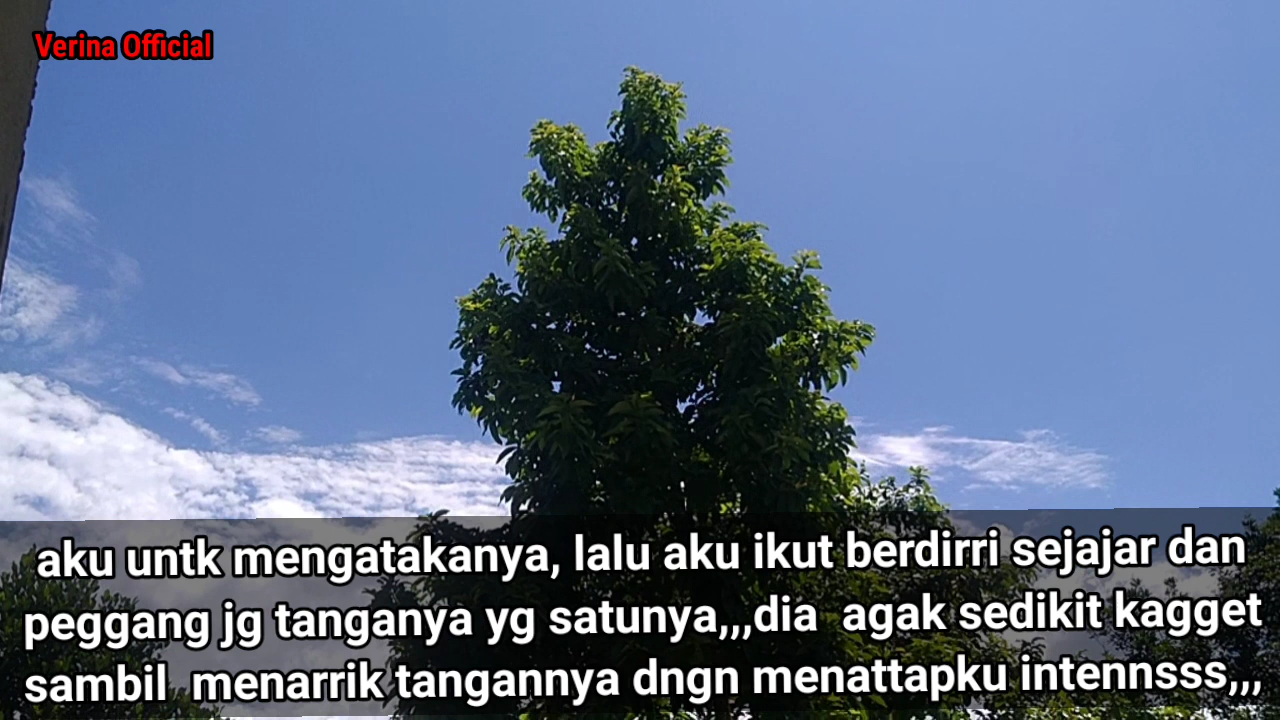 Verina Official
aku untk mengatakanya, lalu aku ikut berdirri sejajar dan
peggang jg tanganya yg satunya,,,dia  agak sedikit kagget
sambil  menarrik tangannya dngn menattapku intennsss,,,